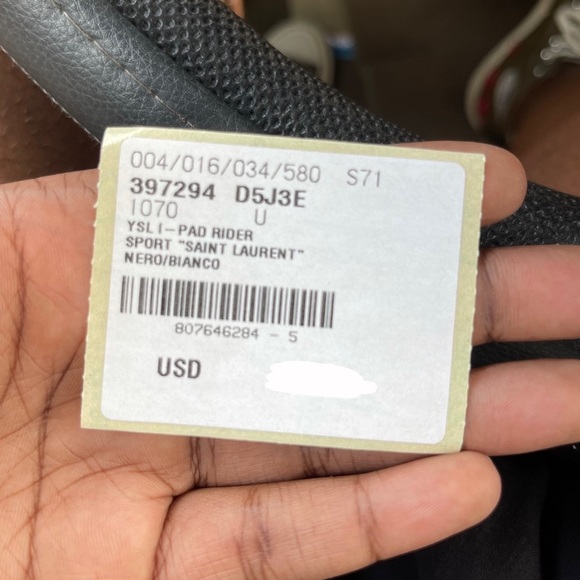 004/016/034/580 S71
397294 D5J3E
1070 U
YSL I-PAD RIDER
SPORT "SAINT LAURENT"
NERO/BIANCO
807646284 - 5
USD